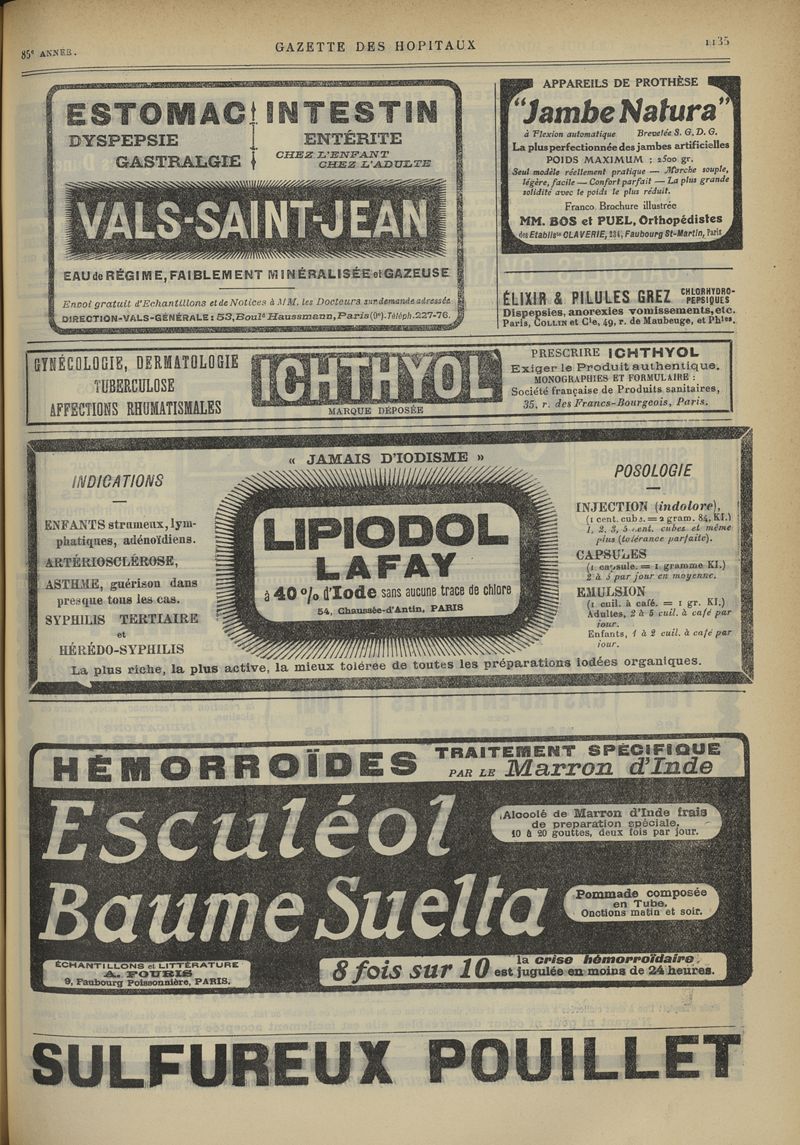 85e ANNÉE.
GAZETTE DES HOPITAUX
1135
ESTOMAC INTESTIN
DYSPEPSIE
GASTRALGIE
ENTÉRITE
CHEZ L'ENFANT
CHEZ L'ADULTE
VALS-SAINT-JEAN
EAU de RÉGIME, FAIBLEMENT MINÉRALISÉE et GAZEUSE
Envoi gratuit d'Echantillons et de Notices à MM. les Docteurs sur demande adressée
DIRECTION-VALS-GÉNÉRALE : 53, Boulᵈ Haussmann, Paris (9ᵉ). Téléph. 227-76.
APPAREILS DE PROTHÈSE
"Jambe Natura"
à Flexion automatique Brevetée S. G. D. G.
La plus perfectionnée des jambes artificielles
POIDS MAXIMUM : 2500 gr.
Seul modèle réellement pratique — Marche souple,
légère, facile — Confort parfait — La plus grande
solidité avec le poids le plus réduit.
Franco Brochure illustrée
MM. BOS et PUEL, Orthopédistes
des Etablisᵗˢ CLAVERIE, 234, Faubourg St-Martin, Paris
ÉLIXIR & PILULES GREZ CHLORHYDRO-PEPSIQUES
Dispepsies, anorexies vomissements, etc.
Paris, COLLIN et Cie, 49, r. de Maubeuge, et Phies.
GYNÉCOLOGIE, DERMATOLOGIE
TUBERCULOSE
AFFECTIONS RHUMATISMALES
ICHTHYOL
MARQUE DÉPOSÉE
PRESCRIRE ICHTHYOL
Exiger le Produit authentique.
MONOGRAPHIES ET FORMULAIRE :
Société française de Produits sanitaires,
35, r. des Francs-Bourgeois, Paris.
« JAMAIS D'IODISME »
INDICATIONS
ENFANTS strumeux, lym-
phatiques, adénoïdiens.
ARTÉRIOSCLÉROSE,
ASTHME, guérison dans
presque tous les cas.
SYPHILIS TERTIAIRE
et
HÉRÉDO-SYPHILIS
LIPIODOL
LAFAY
à 40 % d'Iode sans aucune trace de chlore
54, Chaussée-d'Antin, PARIS
POSOLOGIE
INJECTION (indolore),
(1 cent. cube = 2 gram. 84, KI.)
1, 2, 3, 5 cent. cubes et même
plus (tolérance parfaite).
CAPSULES
(1 capsule. = 1 gramme KI.)
2 à 5 par jour en moyenne.
EMULSION
(1 cuil. à café. = 1 gr. KI.)
Adultes, 2 à 5 cuil. à café par
jour.
Enfants, 1 à 2 cuil. à café par
jour.
La plus riche, la plus active, la mieux tolérée de toutes les préparations iodées organiques.
HÉMORROÏDES
TRAITEMENT SPÉCIFIQUE
PAR LE Marron d'Inde
Esculéol
Alcoolé de Marron d'Inde frais
de preparation spéciale.
10 à 20 gouttes, deux fois par jour.
Baume Suelta
Pommade composée
en Tube.
Onctions matin et soir.
ÉCHANTILLONS et LITTÉRATURE
A. FOURIS
9, Faubourg Poissonnière, PARIS.
8 fois sur 10 la crise hémorroïdaire
est jugulée en moins de 24 heures.
SULFUREUX POUILLET